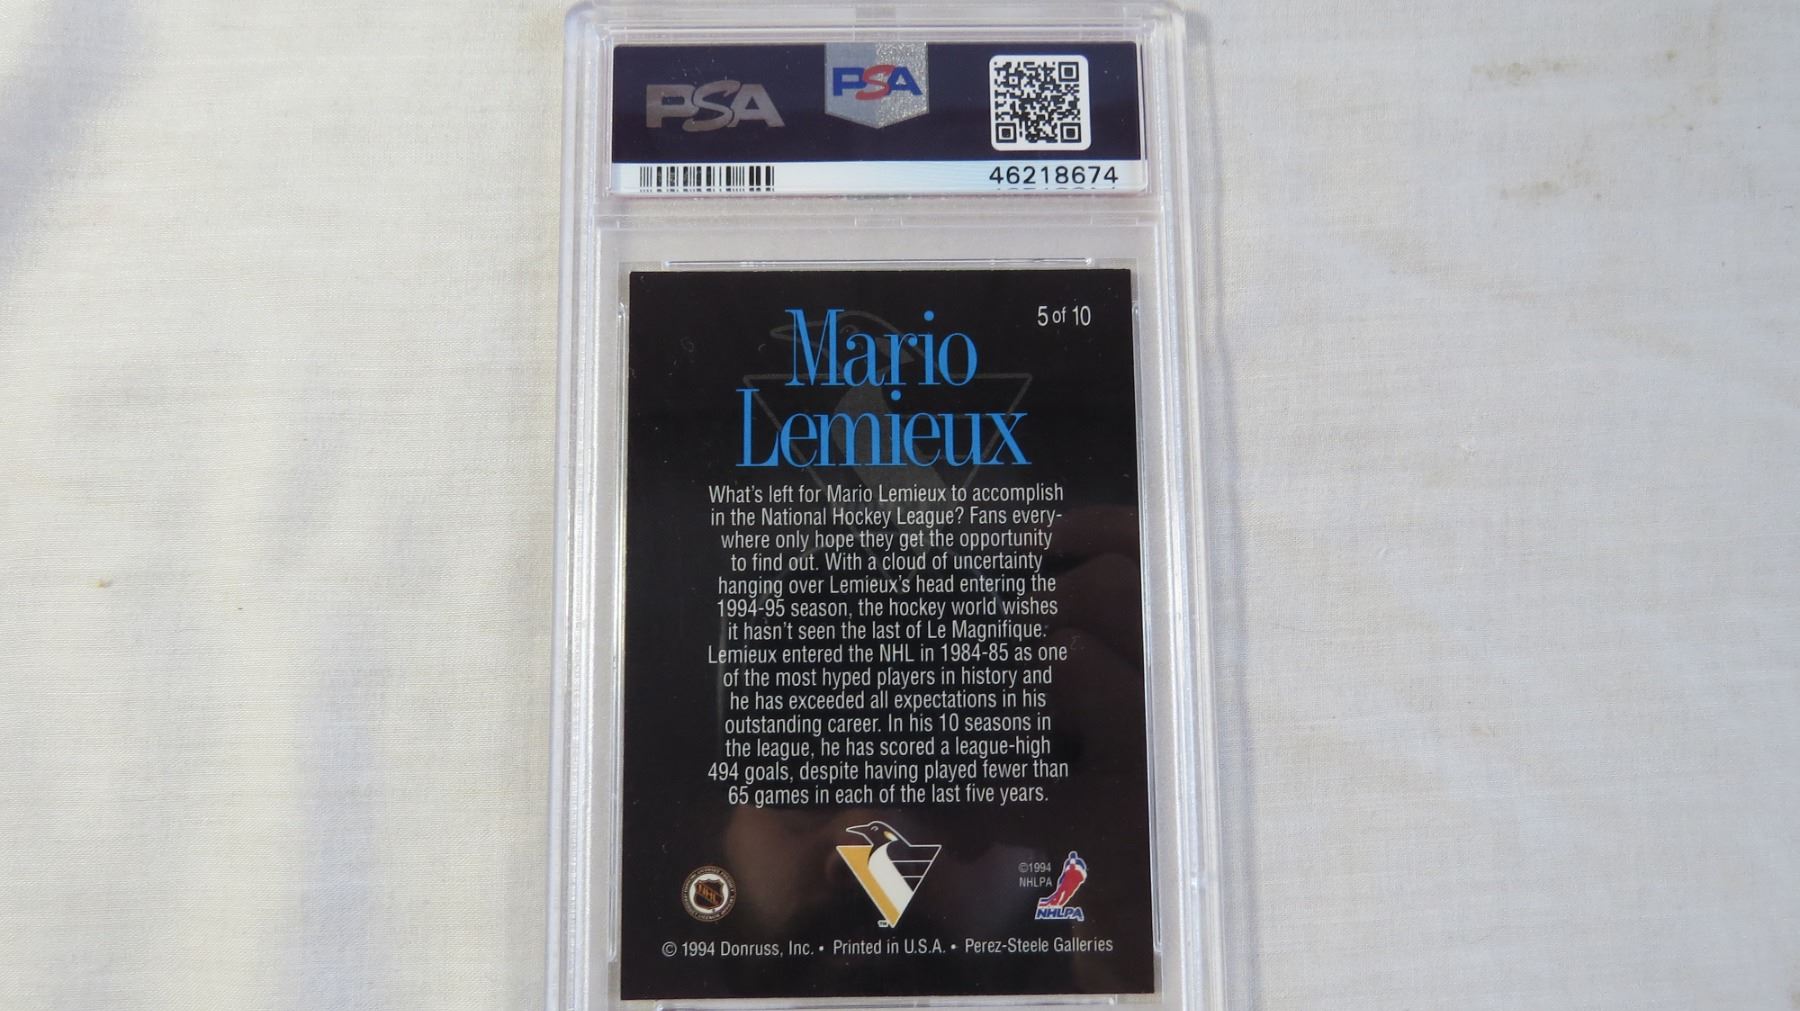 PSA
PSA
46218674
5 of 10
Mario
Lemieux
What's left for Mario Lemieux to accomplish
in the National Hockey League? Fans every-
where only hope they get the opportunity
to find out. With a cloud of uncertainty
hanging over Lemieux's head entering the
1994-95 season, the hockey world wishes
it hasn't seen the last of Le Magnifique.
Lemieux entered the NHL in 1984-85 as one
of the most hyped players in history and
he has exceeded all expectations in his
outstanding career. In his 10 seasons in
the league, he has scored a league-high
494 goals, despite having played fewer than
65 games in each of the last five years.
©1994
NHLPA
NHL
TM
NHLPA
© 1994 Donruss, Inc. • Printed in U.S.A. • Perez-Steele Galleries